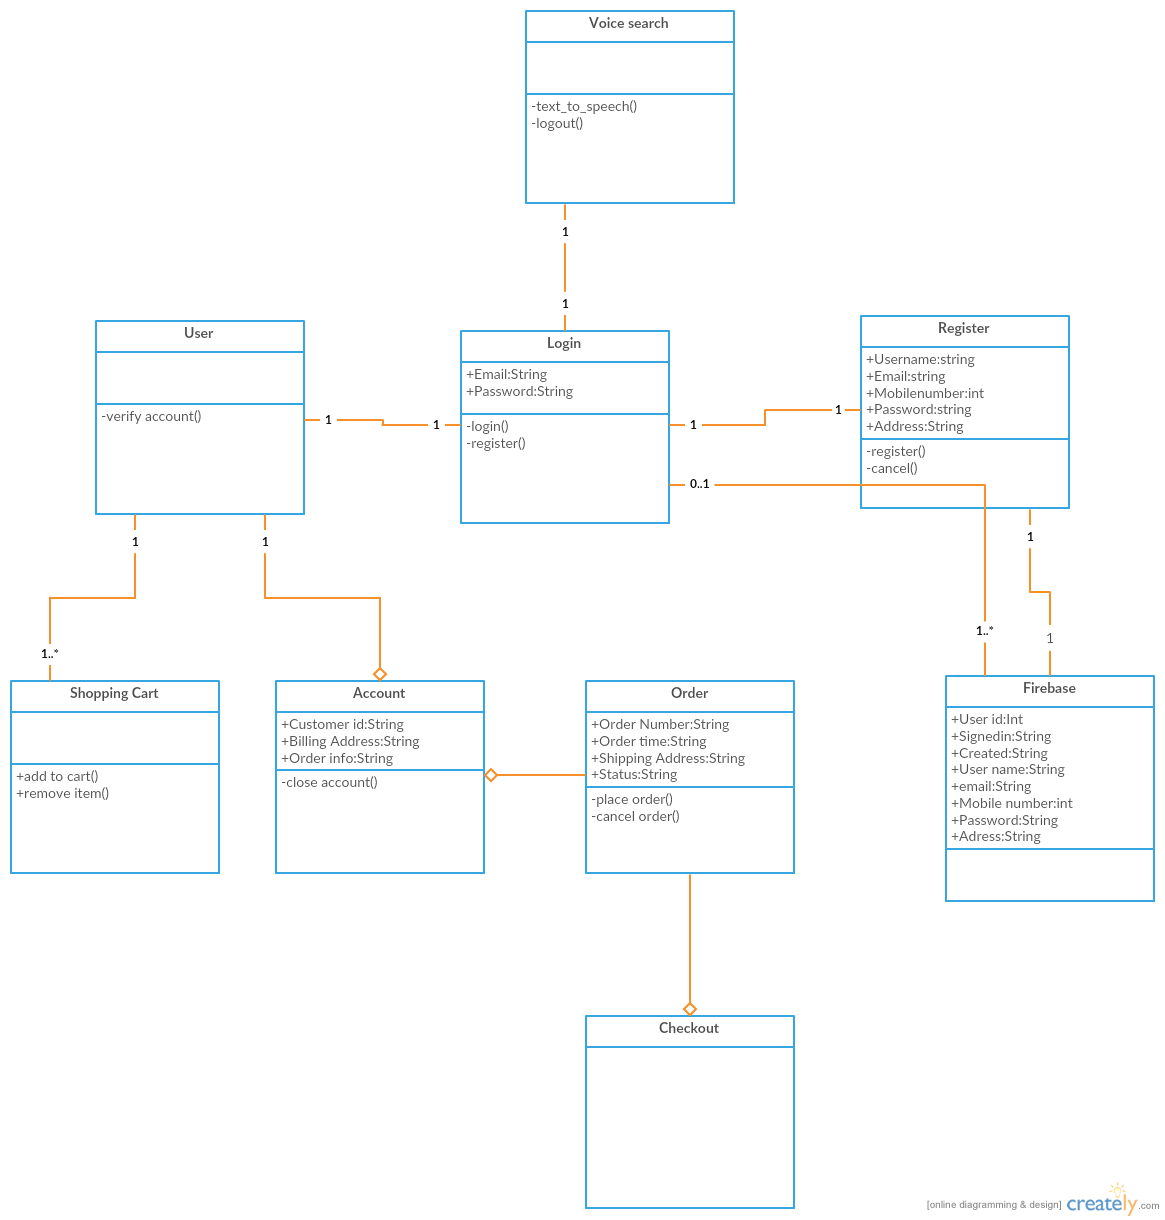 Voice search
-text_to_speech()
-logout()
1
1
User
-verify account()
Login
+Email:String
+Password:String
-login()
-register()
Register
+Username:string
+Email:string
+Mobilenumber:int
+Password:string
+Address:String
-register()
-cancel()
1
1
1
1
0..1
1
1
1
1..*
1..*
1
Shopping Cart
+add to cart()
+remove item()
Account
+Customer id:String
+Billing Address:String
+Order info:String
-close account()
Order
+Order Number:String
+Order time:String
+Shipping Address:String
+Status:String
-place order()
-cancel order()
Firebase
+User id:Int
+Signedin:String
+Created:String
+User name:String
+email:String
+Mobile number:int
+Password:String
+Adress:String
Checkout
[online diagramming & design] creately.com